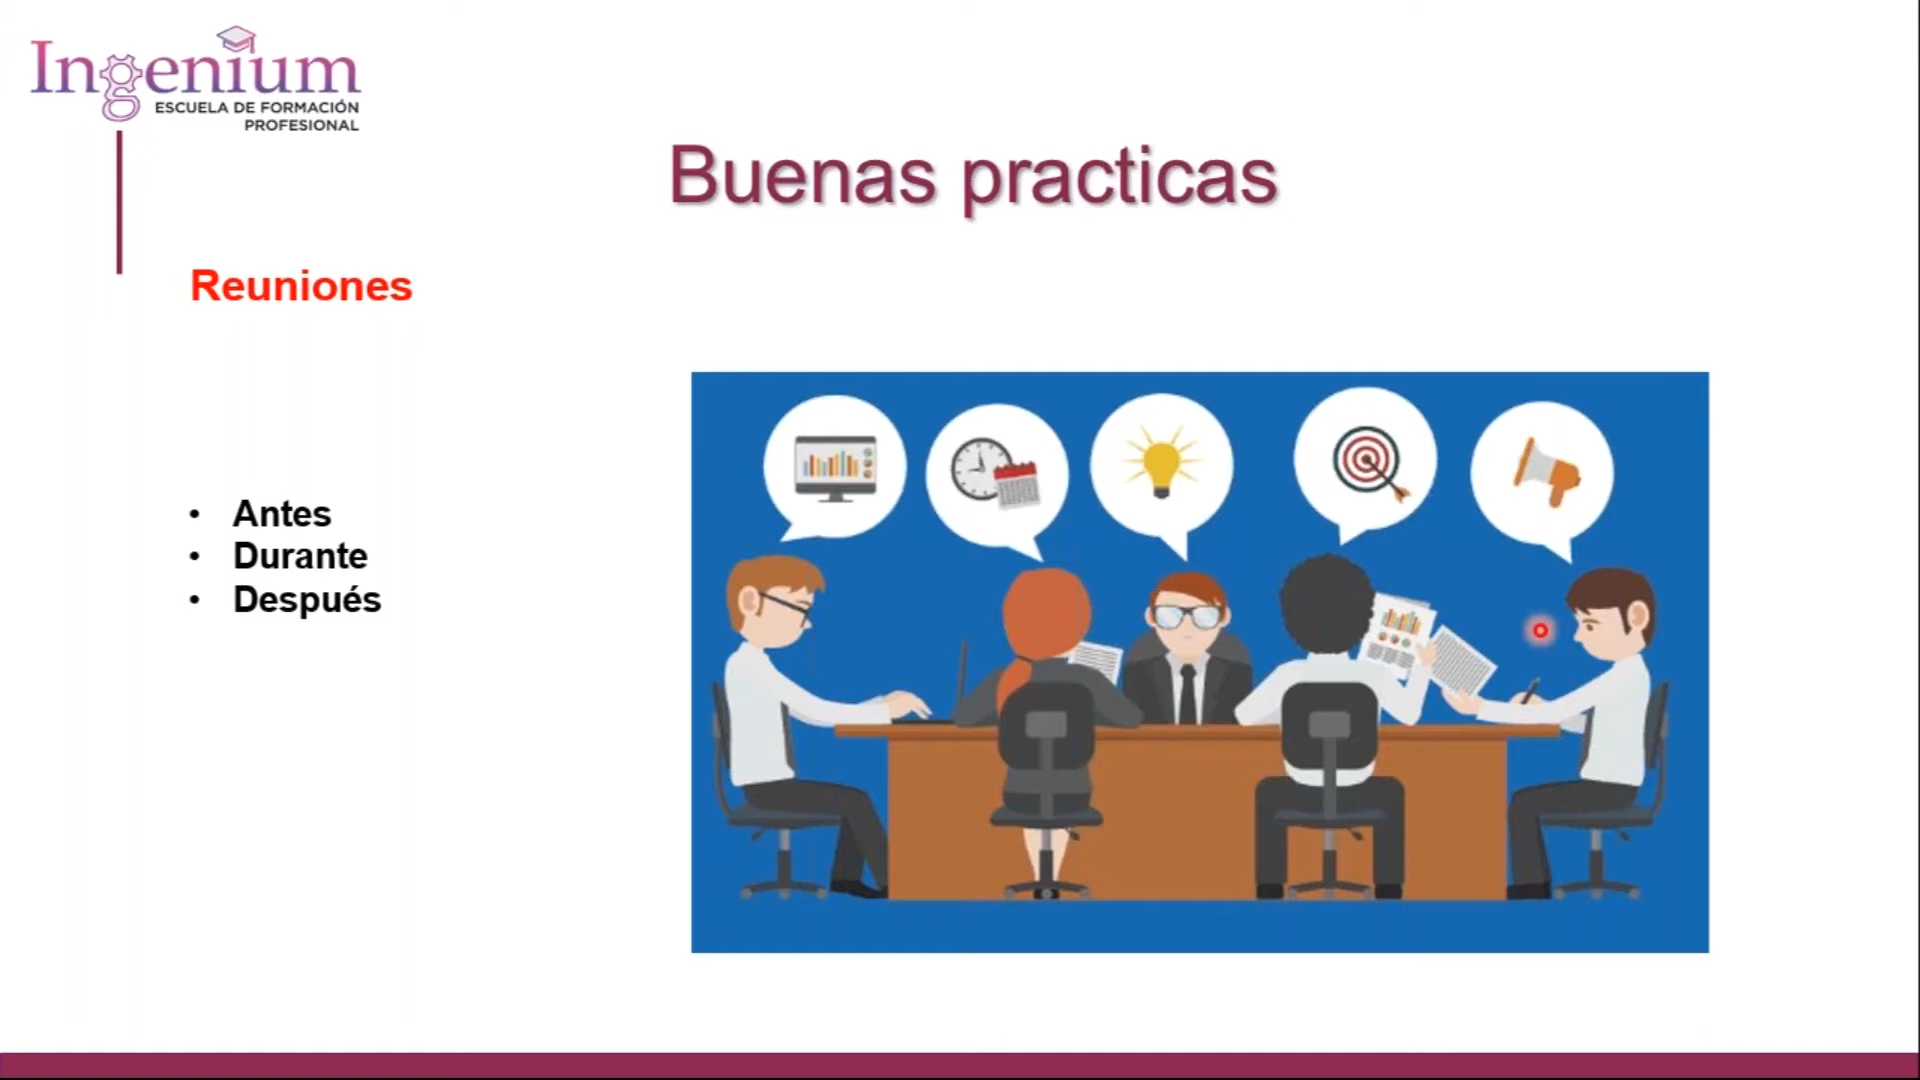 Ingenium
ESCUELA DE FORMACIÓN
PROFESIONAL
Buenas practicas
Reuniones
• Antes
• Durante
• Después